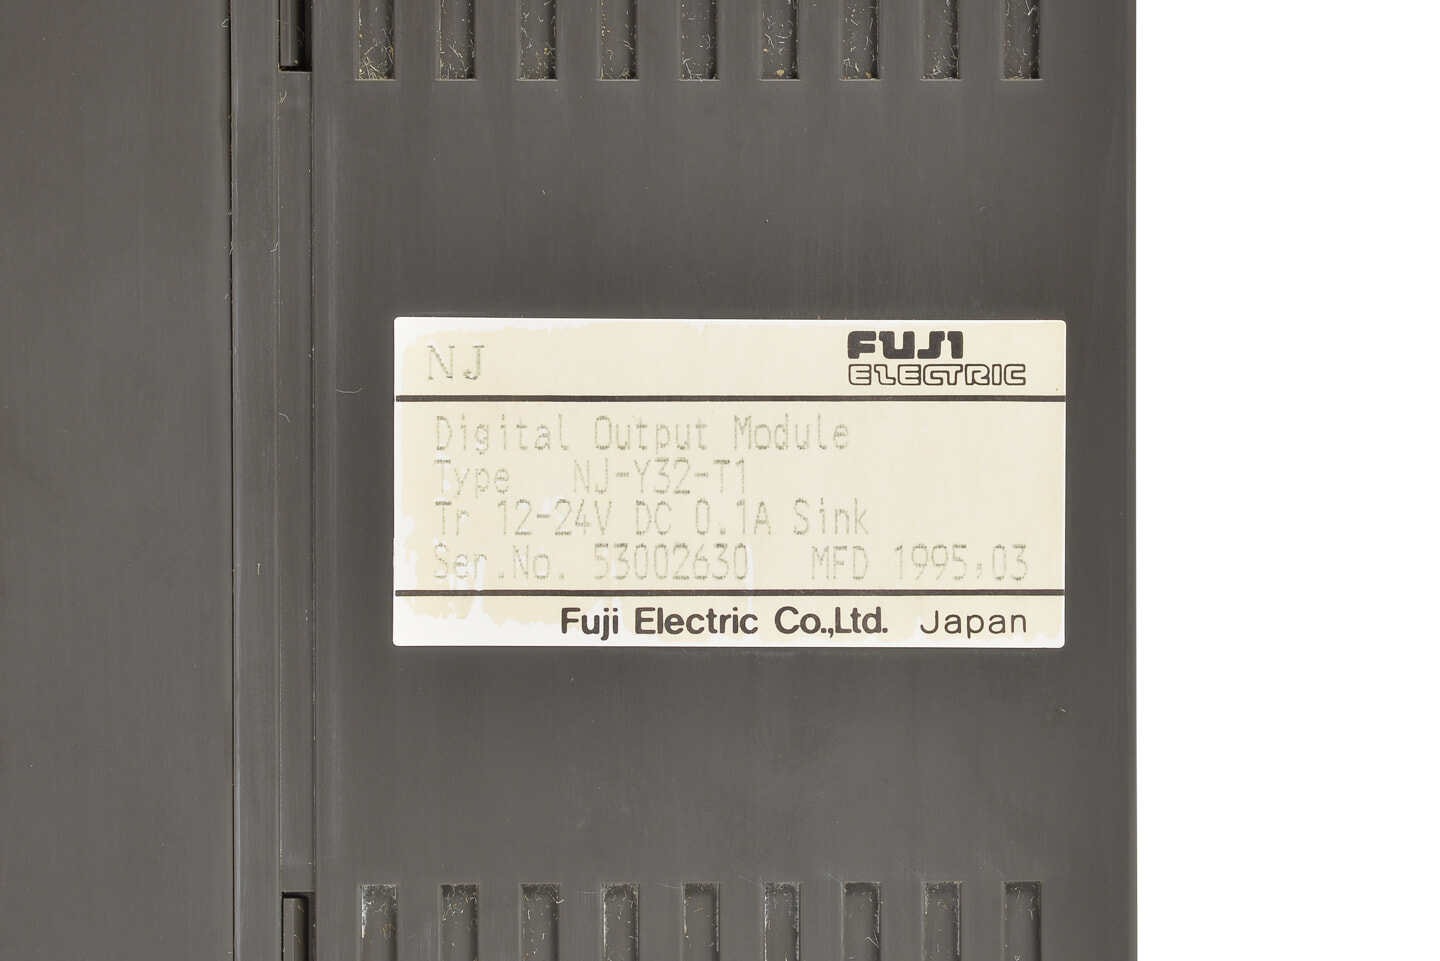 NJ
FUJI
ELECTRIC
Digital Output Module
Type NJ-Y32-T1
Tr 12-24V DC 0.1A Sink
Ser.No. 53002630 MFD 1995,03
Fuji Electric Co.,Ltd. Japan